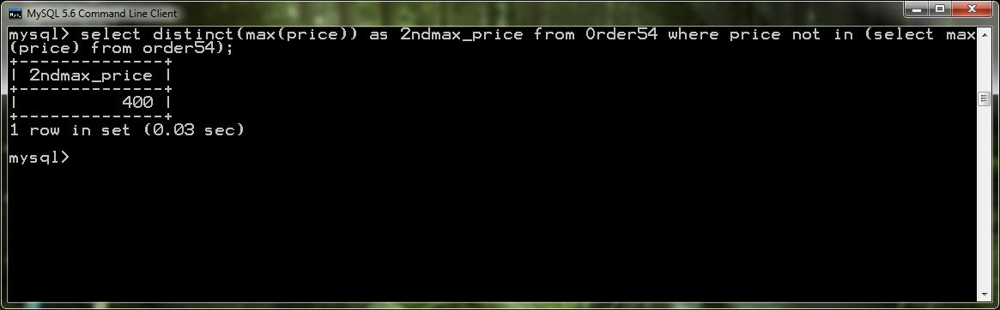 MySQL 5.6 Command Line Client
mysql> select distinct(max(price)) as 2ndmax_price from Order54 where price not in (select max
(price) from order54);
+--------------+
| 2ndmax_price |
+--------------+
|          400 |
+--------------+
1 row in set (0.03 sec)
mysql>